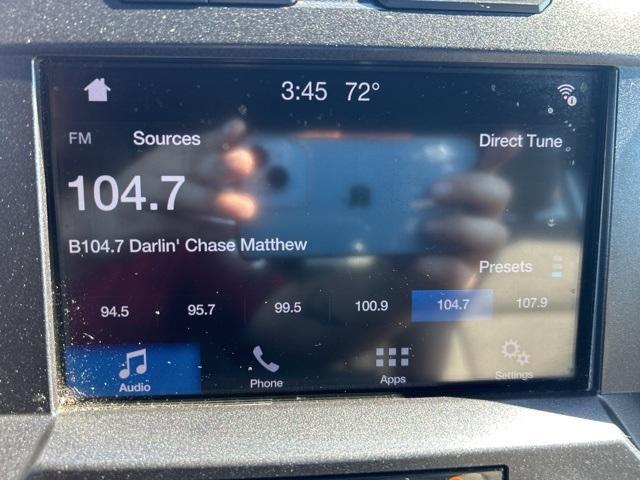 3:45 72°
FM Sources Direct Tune
104.7
B104.7 Darlin' Chase Matthew
Presets
94.5 95.7 99.5 100.9 104.7 107.9
Audio Phone Apps Settings